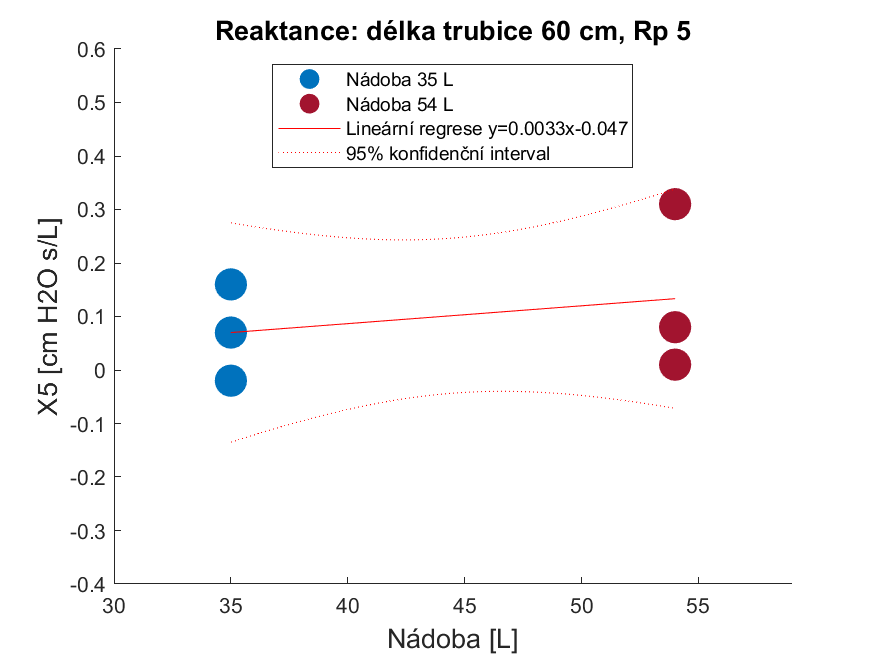 Reaktance: délka trubice 60 cm, Rp 5
0.6
0.5
0.4
0.3
0.2
0.1
0
-0.1
-0.2
-0.3
-0.4
X5 [cm H2O s/L]
Nádoba 35 L
Nádoba 54 L
Lineární regrese y=0.0033x-0.047
95% konfidenční interval
30 35 40 45 50 55
Nádoba [L]